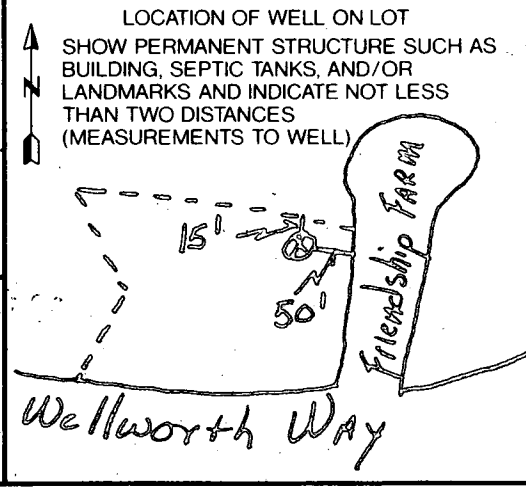 LOCATION OF WELL ON LOT
SHOW PERMANENT STRUCTURE SUCH AS
BUILDING, SEPTIC TANKS, AND/OR
LANDMARKS AND INDICATE NOT LESS
THAN TWO DISTANCES
(MEASUREMENTS TO WELL)
N
Friendship FARM
15'
50'
Wellworth WAY